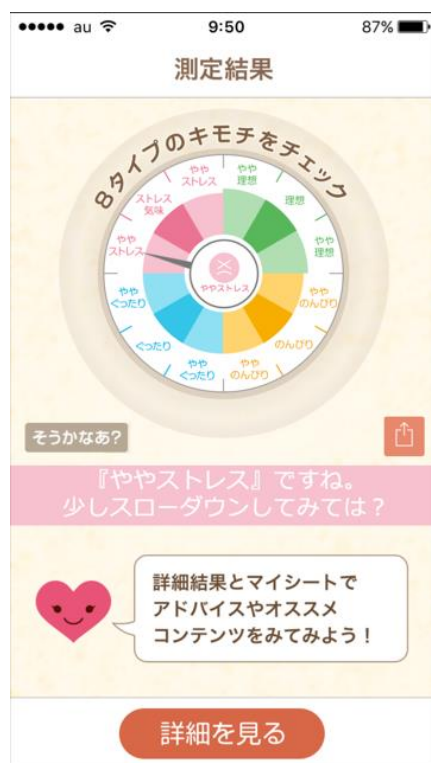 au 9:50 87%
測定結果
8タイプのキモチをチェック
やや
ストレス
やや
理想
ストレス
気味
理想
やや
ストレス
やや
理想
ややストレス
やや
ぐったり
やや
のんびり
ぐったり
のんびり
やや
ぐったり
やや
のんびり
そうかなあ?
『ややストレス』ですね。
少しスローダウンしてみては?
詳細結果とマイシートで
アドバイスやオススメ
コンテンツをみてみよう!
詳細を見る